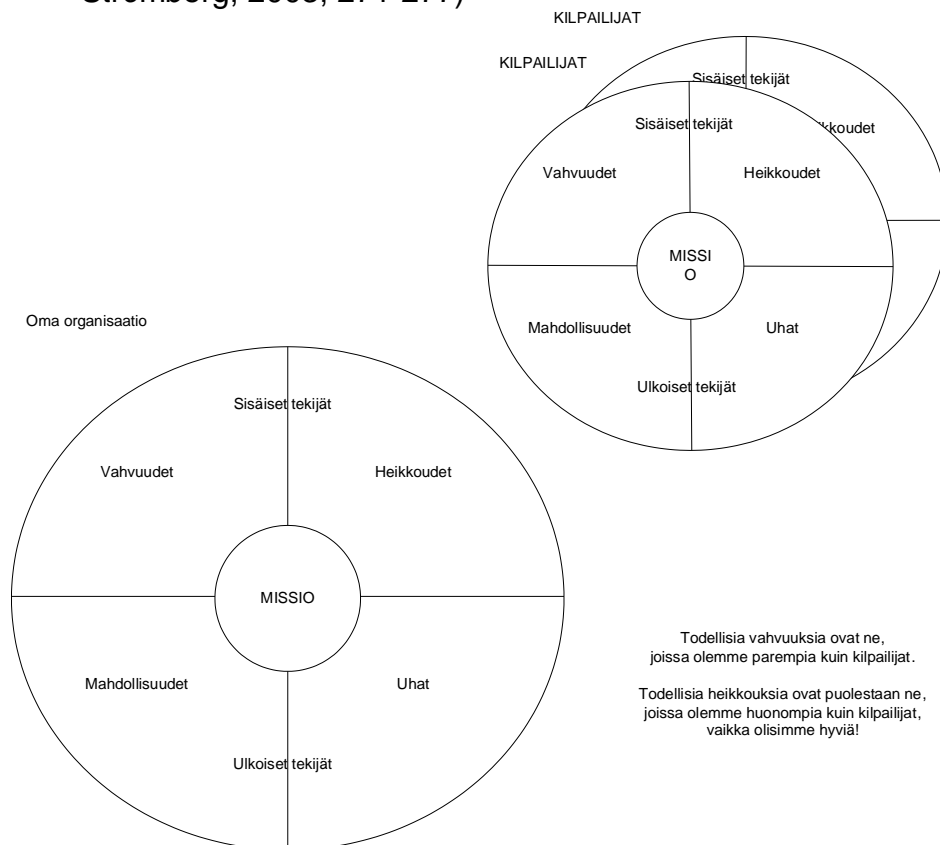 Strömberg, 2008, 274-277)
KILPAILIJAT
KILPAILIJAT
Sisäiset tekijät
Sisäiset tekijät
kkoudet
Vahvuudet
Heikkoudet
MISSI
O
Mahdollisuudet
Uhat
Ulkoiset tekijät
Oma organisaatio
Sisäiset tekijät
Vahvuudet
Heikkoudet
MISSIO
Mahdollisuudet
Uhat
Ulkoiset tekijät
Todellisia vahvuuksia ovat ne,
joissa olemme parempia kuin kilpailijat.
Todellisia heikkouksia ovat puolestaan ne,
joissa olemme huonompia kuin kilpailijat,
vaikka olisimme hyviä!